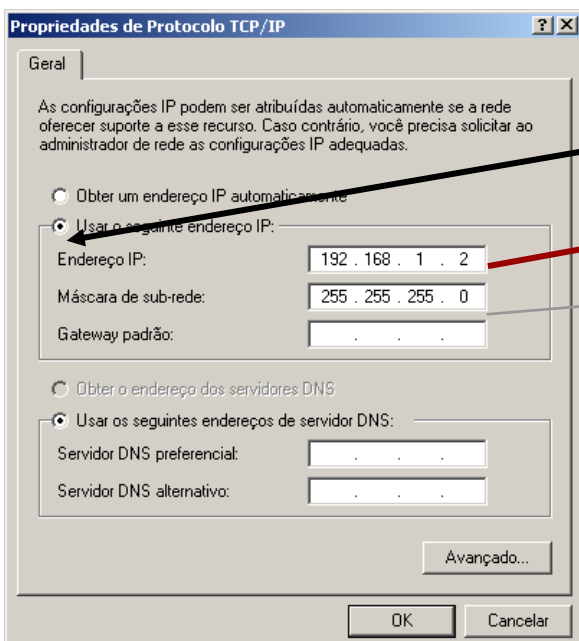 Propriedades de Protocolo TCP/IP
Geral
As configurações IP podem ser atribuídas automaticamente se a rede
oferecer suporte a esse recurso. Caso contrário, você precisa solicitar ao
administrador de rede as configurações IP adequadas.
Obter um endereço IP automaticamente
Usar o seguinte endereço IP:
Endereço IP: 192 . 168 . 1 . 2
Máscara de sub-rede: 255 . 255 . 255 . 0
Gateway padrão: . . .
Obter o endereço dos servidores DNS
Usar os seguintes endereços de servidor DNS:
Servidor DNS preferencial: . . .
Servidor DNS alternativo: . . .
Avançado...
OK Cancelar